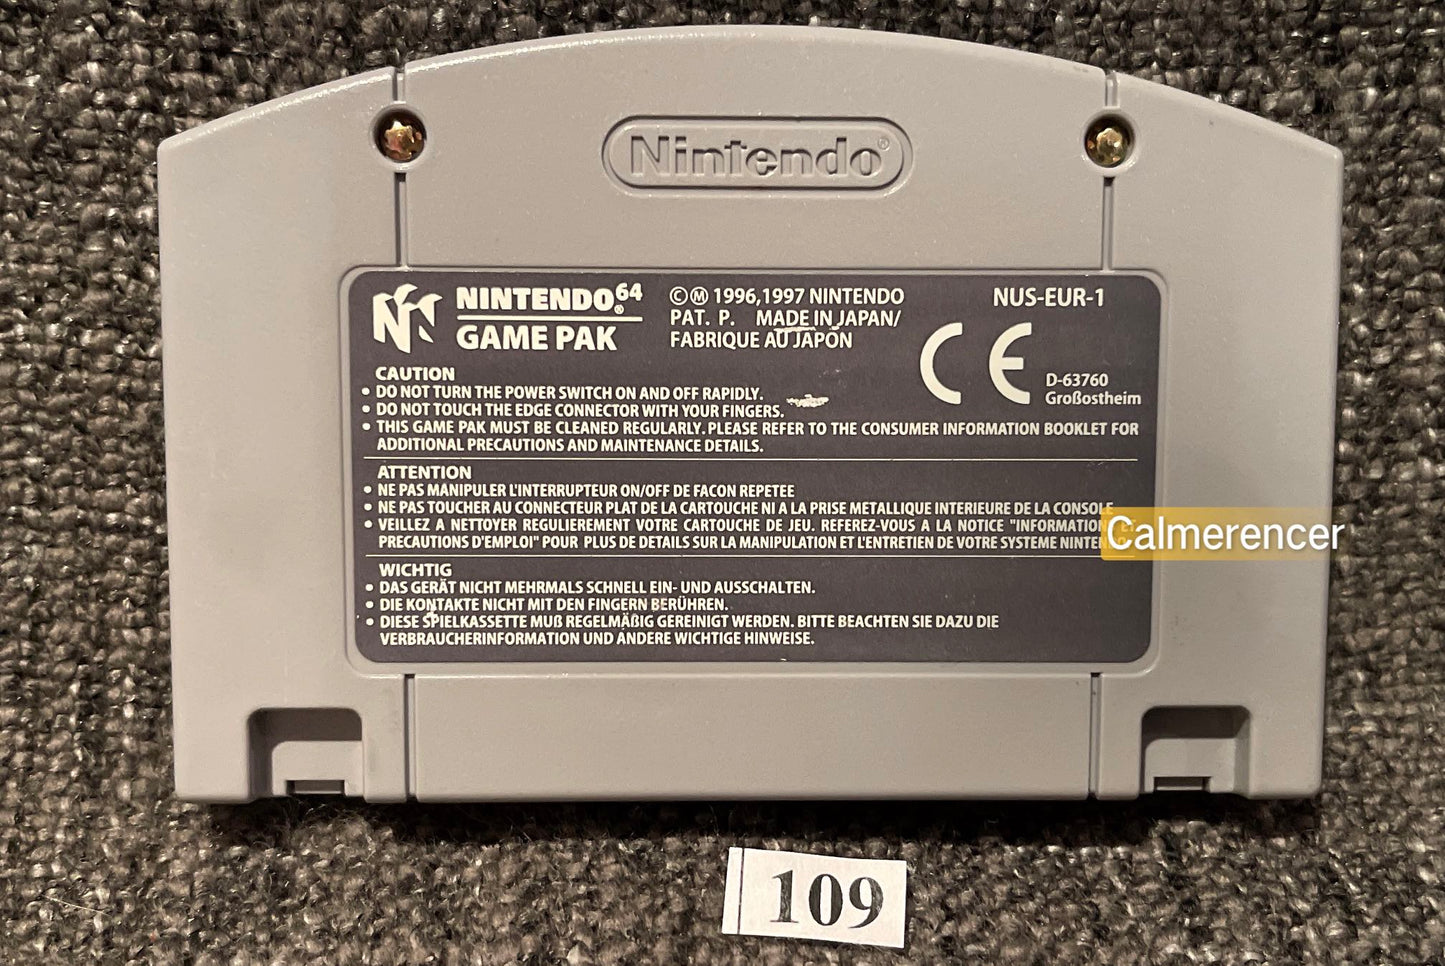 Nintendo®
NINTENDO®64
GAME PAK
©Ⓜ 1996,1997 NINTENDO
PAT. P. MADE IN JAPAN/
FABRIQUE AU JAPON
NUS-EUR-1
CE
D-63760
Großostheim
CAUTION
• DO NOT TURN THE POWER SWITCH ON AND OFF RAPIDLY.
• DO NOT TOUCH THE EDGE CONNECTOR WITH YOUR FINGERS.
• THIS GAME PAK MUST BE CLEANED REGULARLY. PLEASE REFER TO THE CONSUMER INFORMATION BOOKLET FOR
ADDITIONAL PRECAUTIONS AND MAINTENANCE DETAILS.
ATTENTION
• NE PAS MANIPULER L'INTERRUPTEUR ON/OFF DE FACON REPETEE
• NE PAS TOUCHER AU CONNECTEUR PLAT DE LA CARTOUCHE NI A LA PRISE METALLIQUE INTERIEURE DE LA CONSOLE
• VEILLEZ A NETTOYER REGULIEREMENT VOTRE CARTOUCHE DE JEU. REFEREZ-VOUS A LA NOTICE "INFORMATION ET
PRECAUTIONS D'EMPLOI" POUR PLUS DE DETAILS SUR LA MANIPULATION ET L'ENTRETIEN DE VOTRE SYSTEME NINTENDO
Calmerencer
WICHTIG
• DAS GERÄT NICHT MEHRMALS SCHNELL EIN- UND AUSSCHALTEN.
• DIE KONTAKTE NICHT MIT DEN FINGERN BERÜHREN.
• DIESE SPIELKASSETTE MUß REGELMÄßIG GEREINIGT WERDEN. BITTE BEACHTEN SIE DAZU DIE
VERBRAUCHERINFORMATION UND ANDERE WICHTIGE HINWEISE.
109